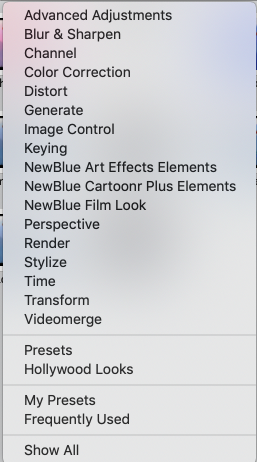 Advanced Adjustments
Blur & Sharpen
Channel
Color Correction
Distort
Generate
Image Control
Keying
NewBlue Art Effects Elements
NewBlue Cartoonr Plus Elements
NewBlue Film Look
Perspective
Render
Stylize
Time
Transform
Videomerge
Presets
Hollywood Looks
My Presets
Frequently Used
Show All